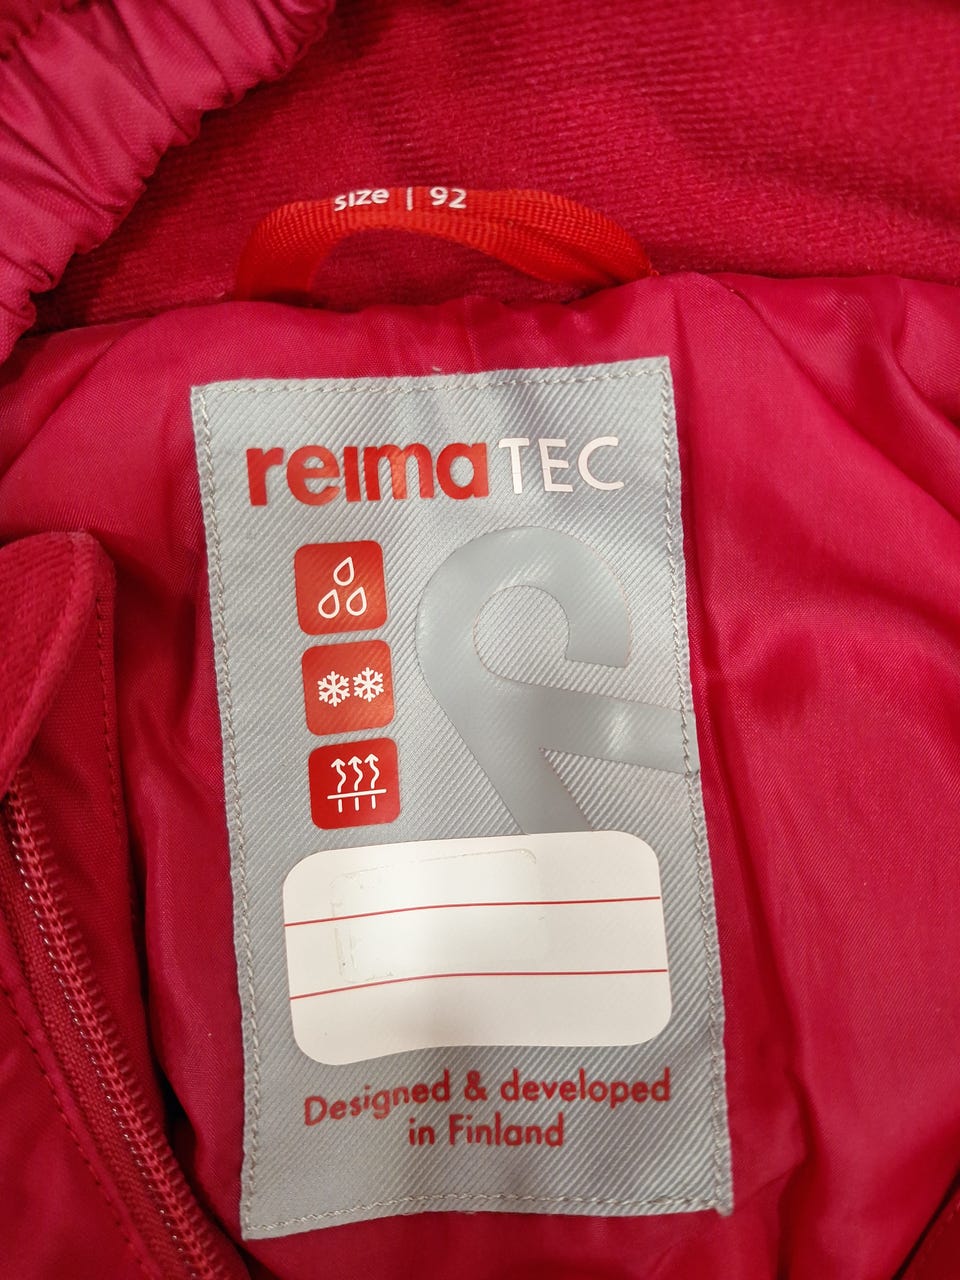 size | 92
reimaTEC
Designed & developed
in Finland